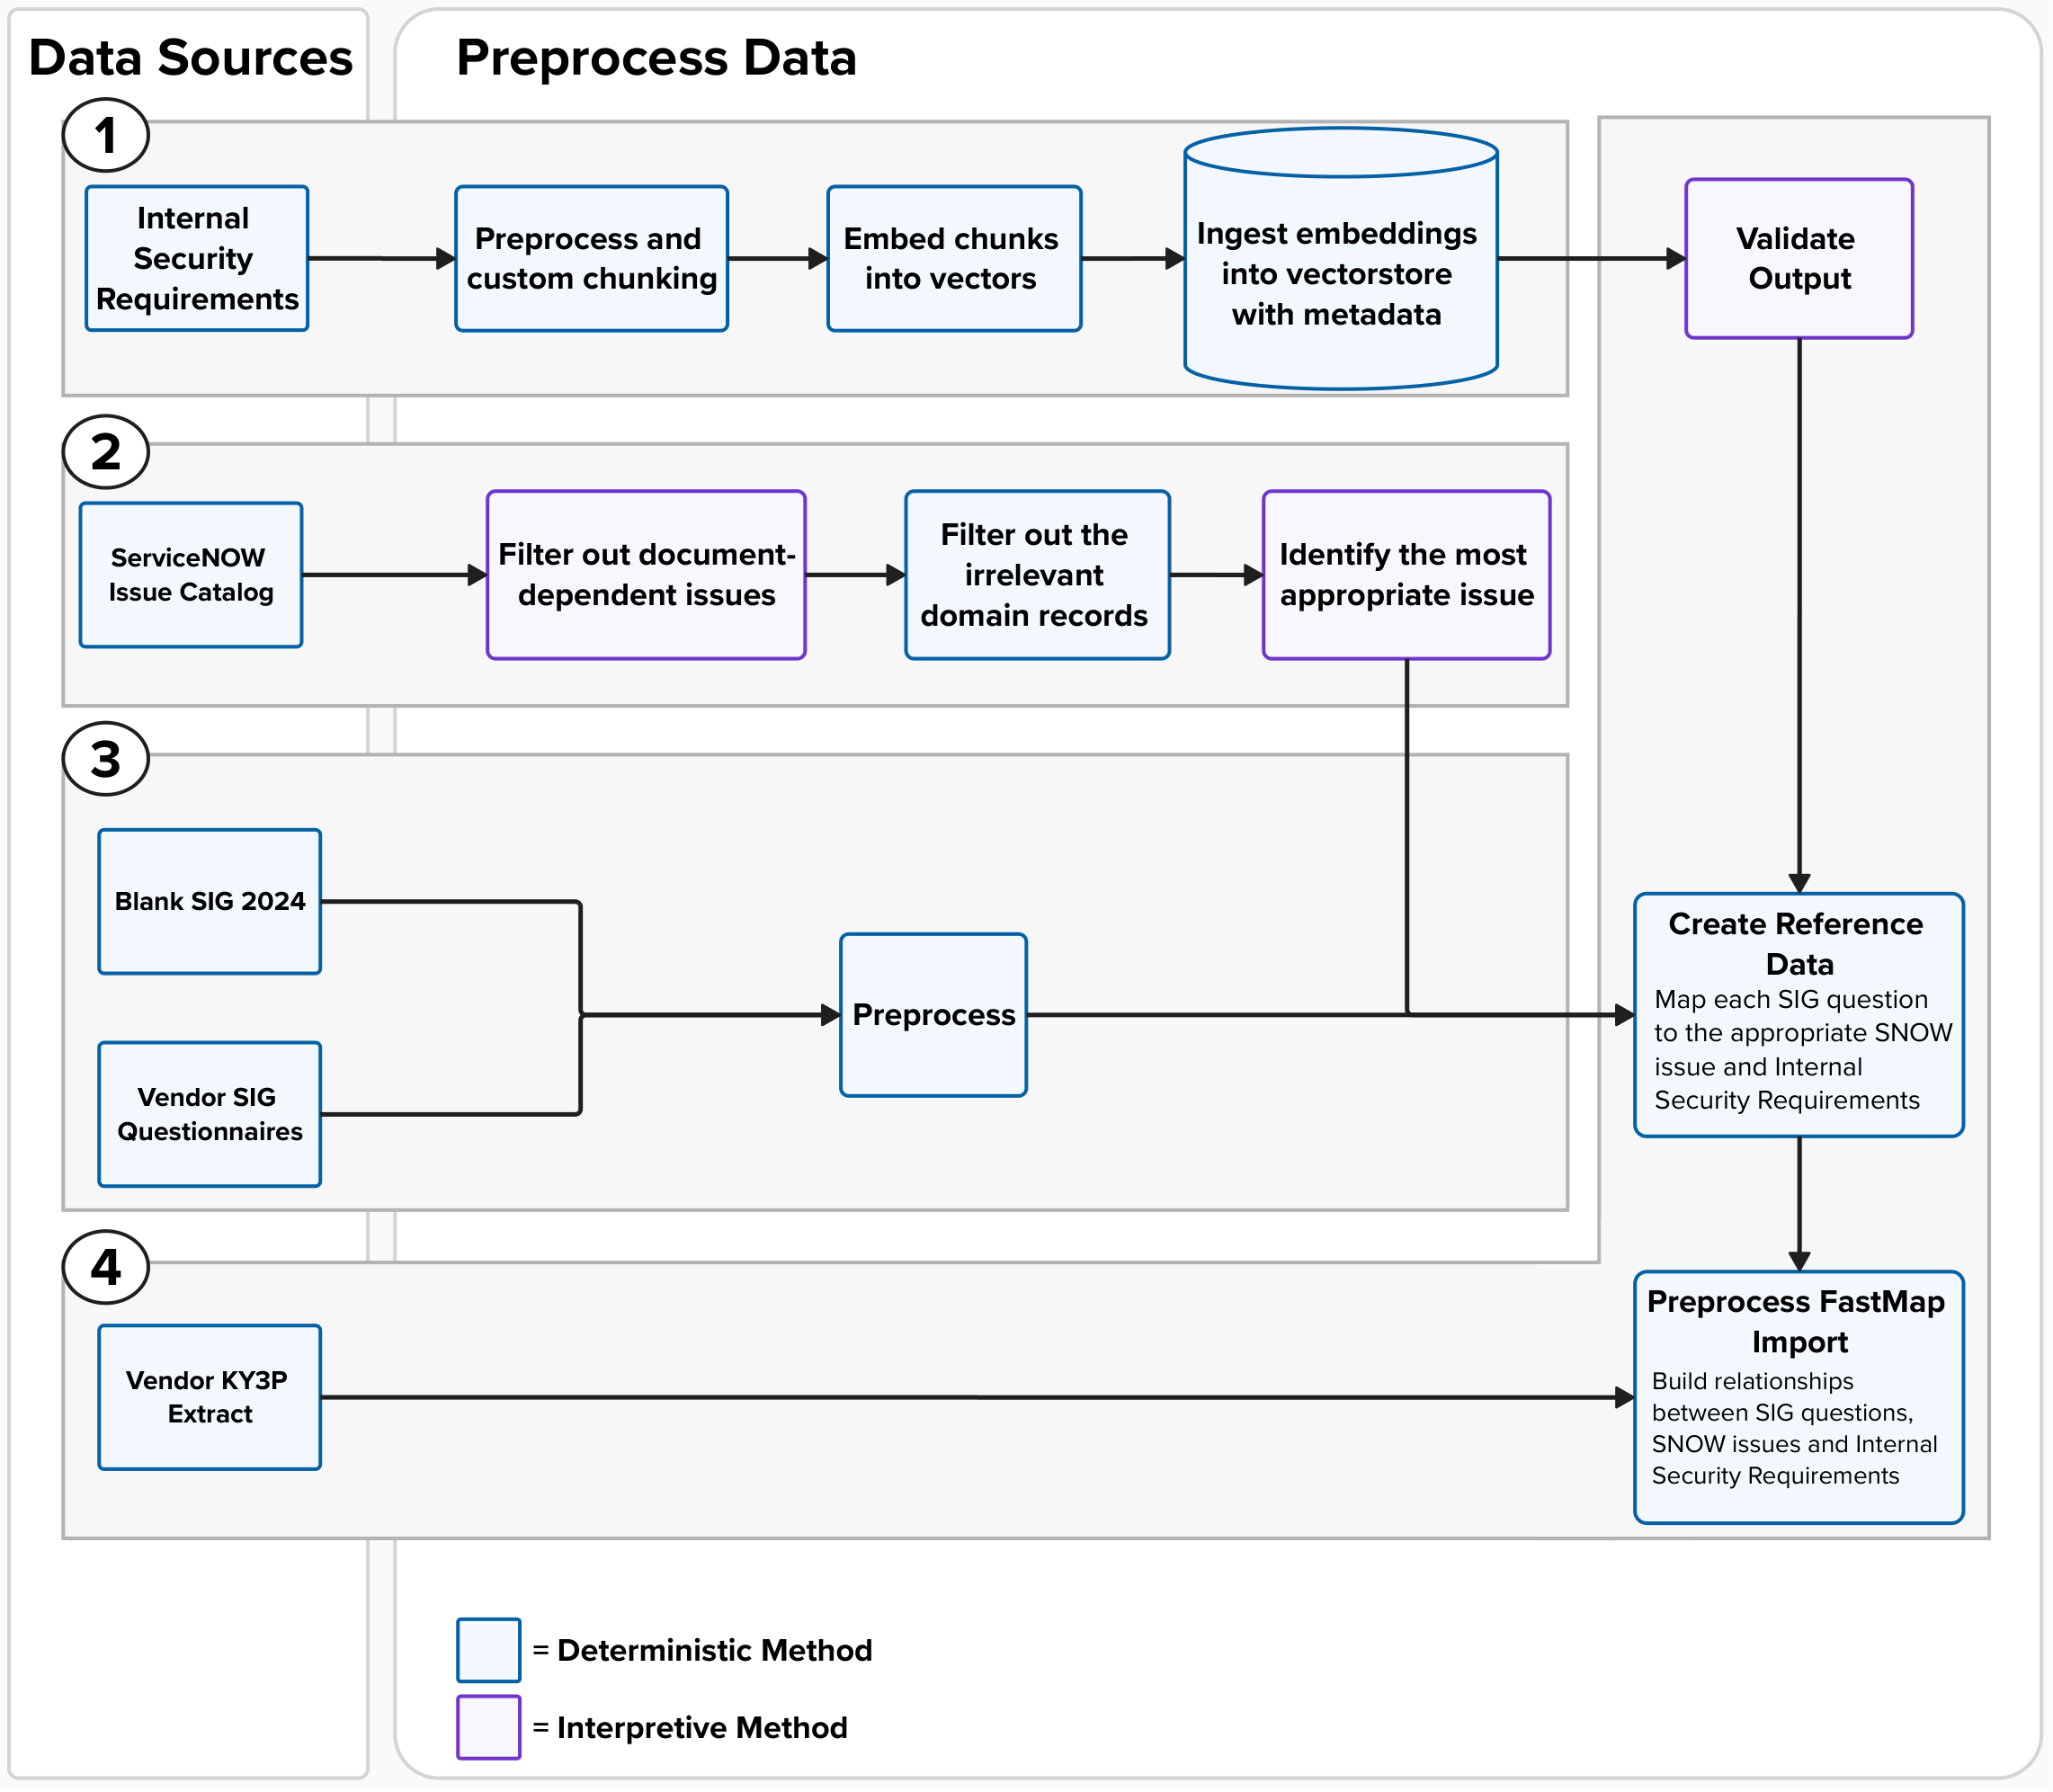 Data Sources
Preprocess Data
1
Internal
Security
Requirements
Preprocess and
custom chunking
Embed chunks
into vectors
Ingest embeddings
into vectorstore
with metadata
Validate
Output
2
ServiceNOW
Issue Catalog
Filter out document-
dependent issues
Filter out the
irrelevant
domain records
Identify the most
appropriate issue
3
Blank SIG 2024
Vendor SIG
Questionnaires
Preprocess
Create Reference
Data
Map each SIG question
to the appropriate SNOW
issue and Internal
Security Requirements
4
Vendor KY3P
Extract
Preprocess FastMap
Import
Build relationships
between SIG questions,
SNOW issues and Internal
Security Requirements
= Deterministic Method
= Interpretive Method